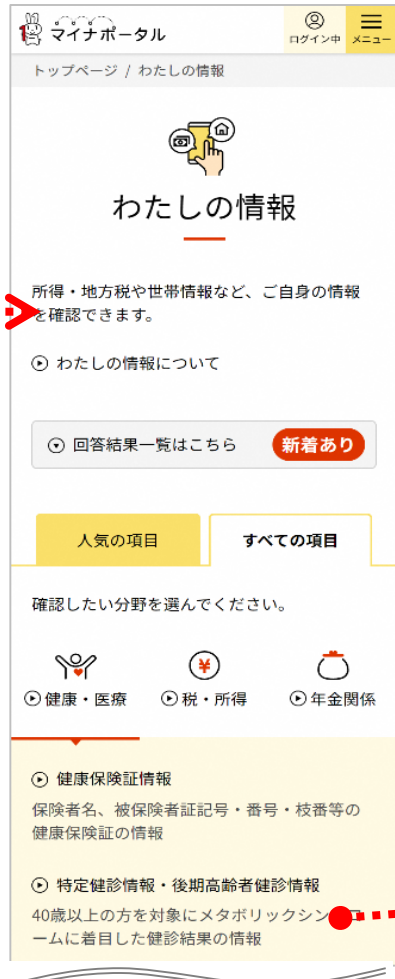 マイナポータル
ログイン中 メニュー
トップページ / わたしの情報
わたしの情報
所得・地方税や世帯情報など、ご自身の情報
を確認できます。
わたしの情報について
回答結果一覧はこちら 新着あり
人気の項目 すべての項目
確認したい分野を選んでください。
健康・医療 税・所得 年金関係
健康保険証情報
保険者名、被保険者証記号・番号・枝番等の
健康保険証の情報
特定健診情報・後期高齢者健診情報
40歳以上の方を対象にメタボリックシン
ームに着目した健診結果の情報